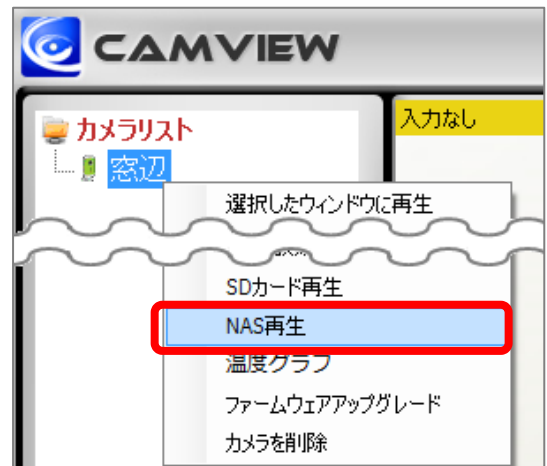 CAMVIEW
カメラリスト
窓辺
入力なし
選択したウィンドウに再生
SDカード再生
NAS再生
温度グラフ
ファームウェアアップグレード
カメラを削除